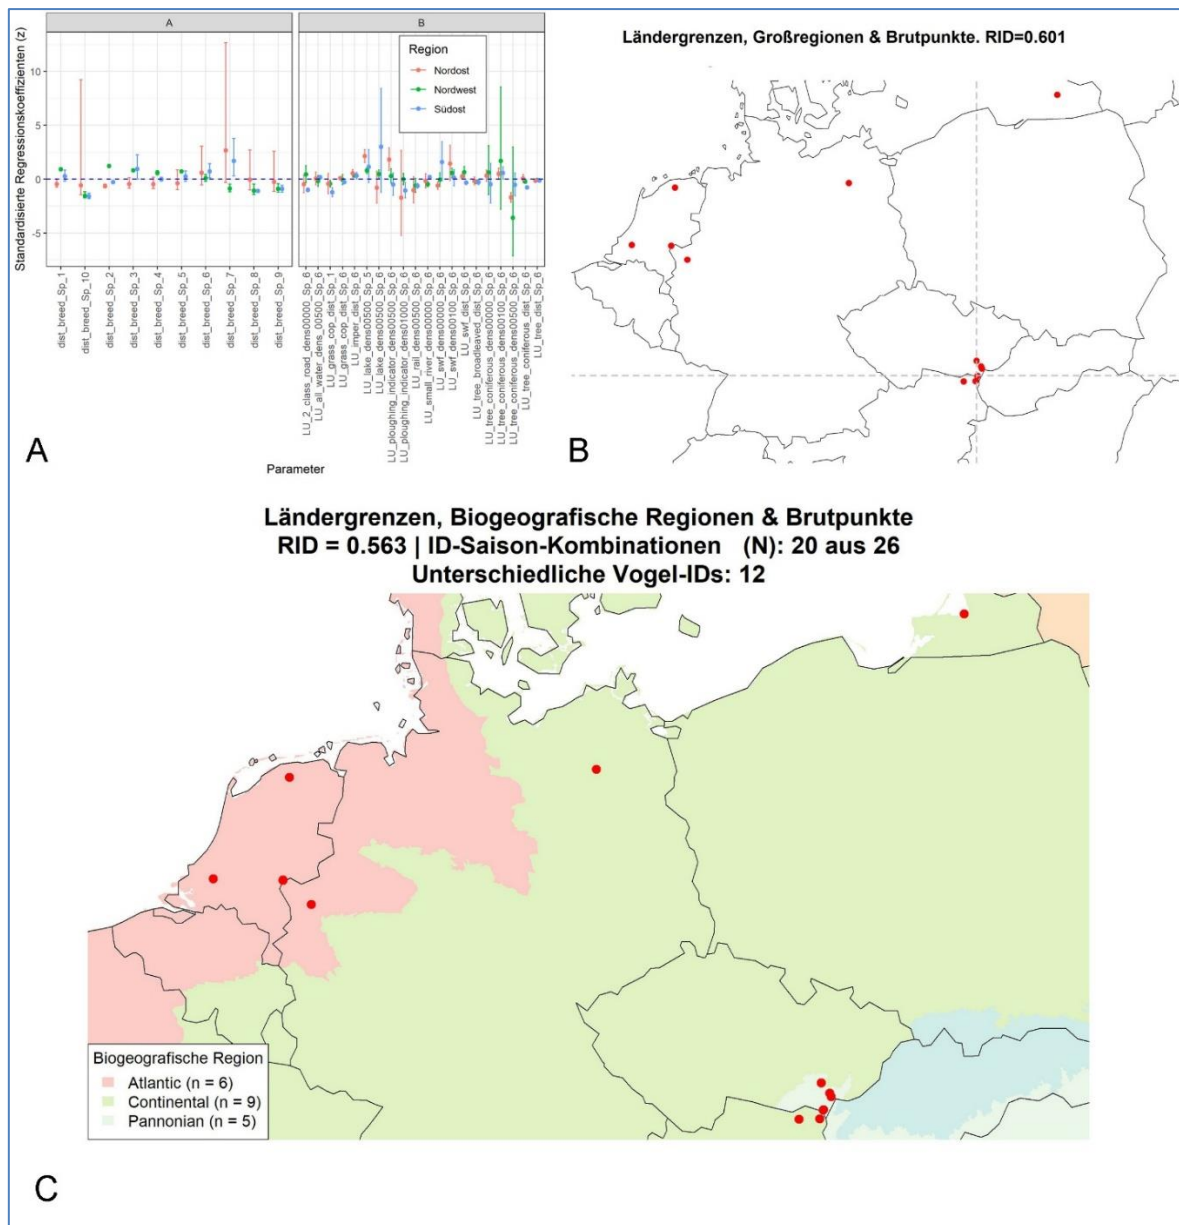 A
B
Standardisierte Regressionskoeffizienten (z)
10
5
0
-5
Region
Nordost
Nordwest
Südost
dist_breed_Sp_1
dist_breed_Sp_10
dist_breed_Sp_2
dist_breed_Sp_3
dist_breed_Sp_4
dist_breed_Sp_5
dist_breed_Sp_6
dist_breed_Sp_7
dist_breed_Sp_8
dist_breed_Sp_9
LU_2_class_road_dens00000_Sp_6
LU_all_water_dens_00500_Sp_6
LU_grass_cop_dist_Sp_1
LU_grass_cop_dist_Sp_6
LU_imper_dist_Sp_6
LU_lake_dens00500_Sp_5
LU_lake_dens00500_Sp_6
LU_ploughing_indicator_dens00500_Sp_6
LU_ploughing_indicator_dens01000_Sp_6
LU_rail_dens00500_Sp_6
LU_small_river_dens00000_Sp_6
LU_swf_dens00000_Sp_6
LU_swf_dens00100_Sp_6
LU_swf_dist_Sp_6
LU_tree_broadleaved_dist_Sp_6
LU_tree_coniferous_dens00000_Sp_6
LU_tree_coniferous_dens00100_Sp_6
LU_tree_coniferous_dens00500_Sp_6
LU_tree_coniferous_dist_Sp_6
LU_tree_dist_Sp_6
Parameter
A
Ländergrenzen, Großregionen & Brutpunkte. RID=0.601
B
Ländergrenzen, Biogeografische Regionen & Brutpunkte
RID = 0.563 | ID-Saison-Kombinationen (N): 20 aus 26
Unterschiedliche Vogel-IDs: 12
Biogeografische Region
Atlantic (n = 6)
Continental (n = 9)
Pannonian (n = 5)
C